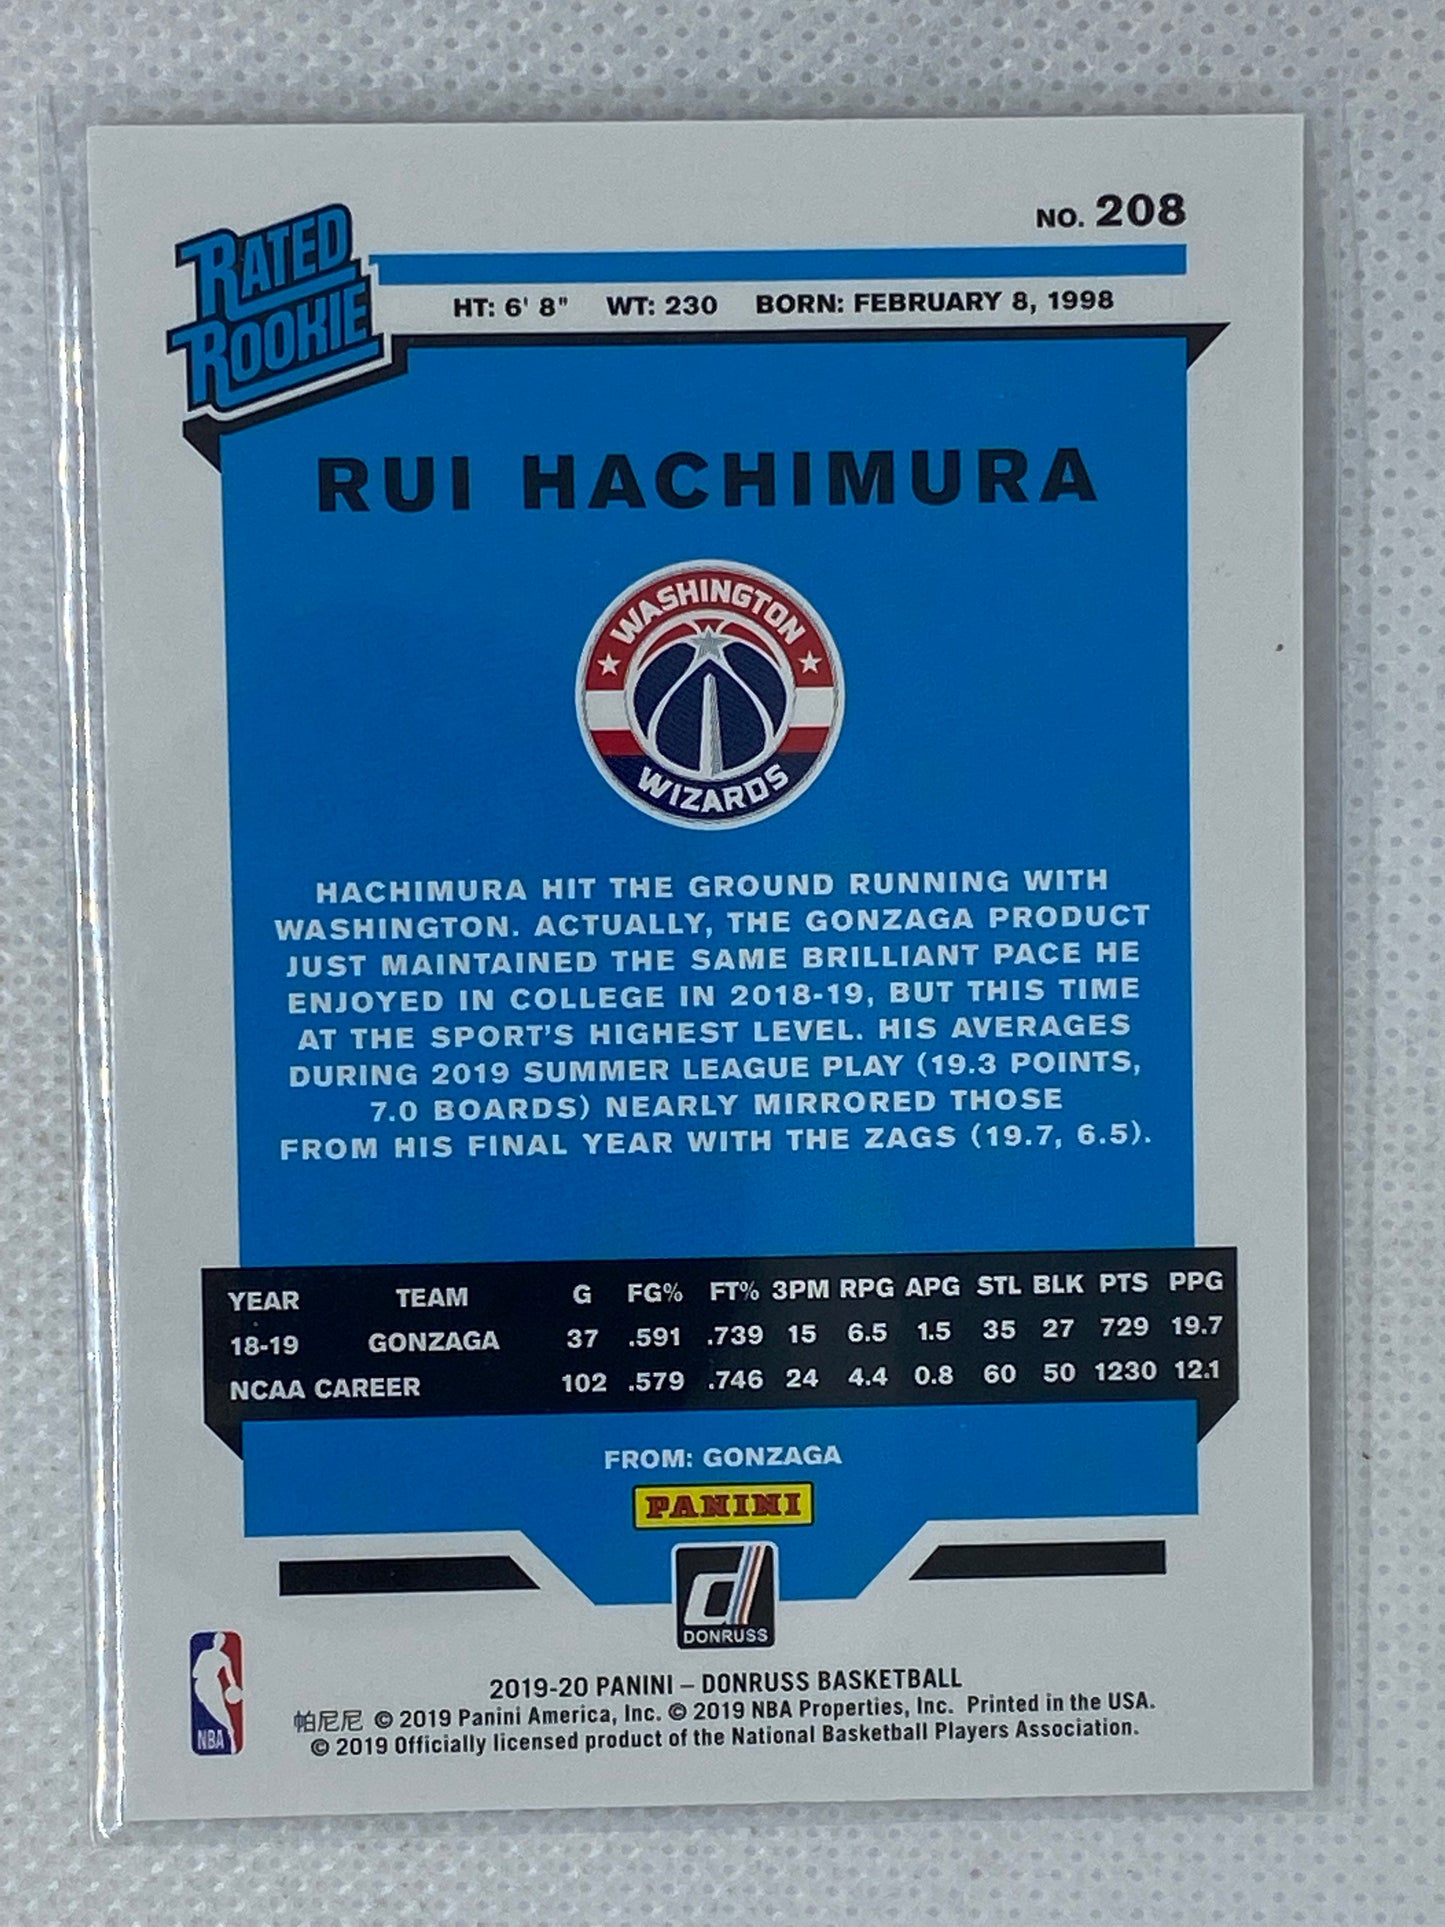 NO. 208
RATED
ROOKIE
HT: 6' 8" WT: 230 BORN: FEBRUARY 8, 1998
RUI HACHIMURA
WASHINGTON
WIZARDS
HACHIMURA HIT THE GROUND RUNNING WITH
WASHINGTON. ACTUALLY, THE GONZAGA PRODUCT
JUST MAINTAINED THE SAME BRILLIANT PACE HE
ENJOYED IN COLLEGE IN 2018-19, BUT THIS TIME
AT THE SPORT'S HIGHEST LEVEL. HIS AVERAGES
DURING 2019 SUMMER LEAGUE PLAY (19.3 POINTS,
7.0 BOARDS) NEARLY MIRRORED THOSE
FROM HIS FINAL YEAR WITH THE ZAGS (19.7, 6.5).
YEAR TEAM G FG% FT% 3PM RPG APG STL BLK PTS PPG
18-19 GONZAGA 37 .591 .739 15 6.5 1.5 35 27 729 19.7
NCAA CAREER 102 .579 .746 24 4.4 0.8 60 50 1230 12.1
FROM: GONZAGA
PANINI
DONRUSS
NBA
2019-20 PANINI – DONRUSS BASKETBALL
帕尼尼 © 2019 Panini America, Inc. © 2019 NBA Properties, Inc. Printed in the USA.
© 2019 Officially licensed product of the National Basketball Players Association.